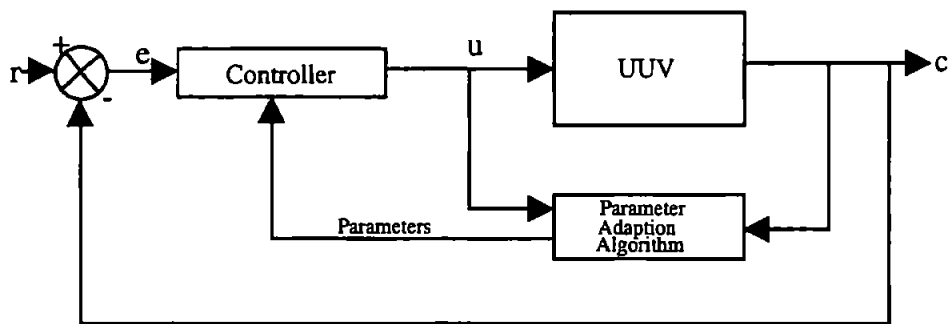 +
r
e
-
Controller
u
UUV
c
Parameters
Parameter
Adaption
Algorithm